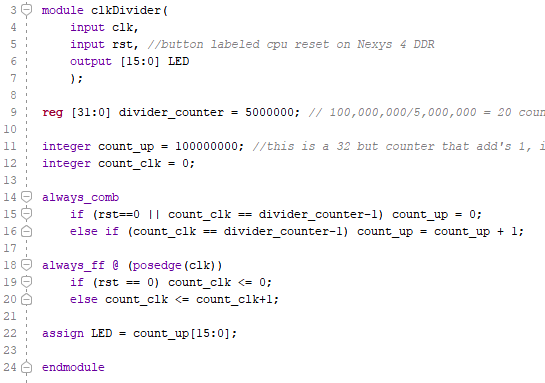 3 module clkDivider(
4 input clk,
5 input rst, //button labeled cpu reset on Nexys 4 DDR
6 output [15:0] LED
7 );
8
9 reg [31:0] divider_counter = 5000000; // 100,000,000/5,000,000 = 20 coun
10
11 integer count_up = 100000000; //this is a 32 but counter that add's 1, i
12 integer count_clk = 0;
13
14 always_comb
15 if (rst==0 || count_clk == divider_counter-1) count_up = 0;
16 else if (count_clk == divider_counter-1) count_up = count_up + 1;
17
18 always_ff @ (posedge(clk))
19 if (rst == 0) count_clk <= 0;
20 else count_clk <= count_clk+1;
21
22 assign LED = count_up[15:0];
23
24 endmodule